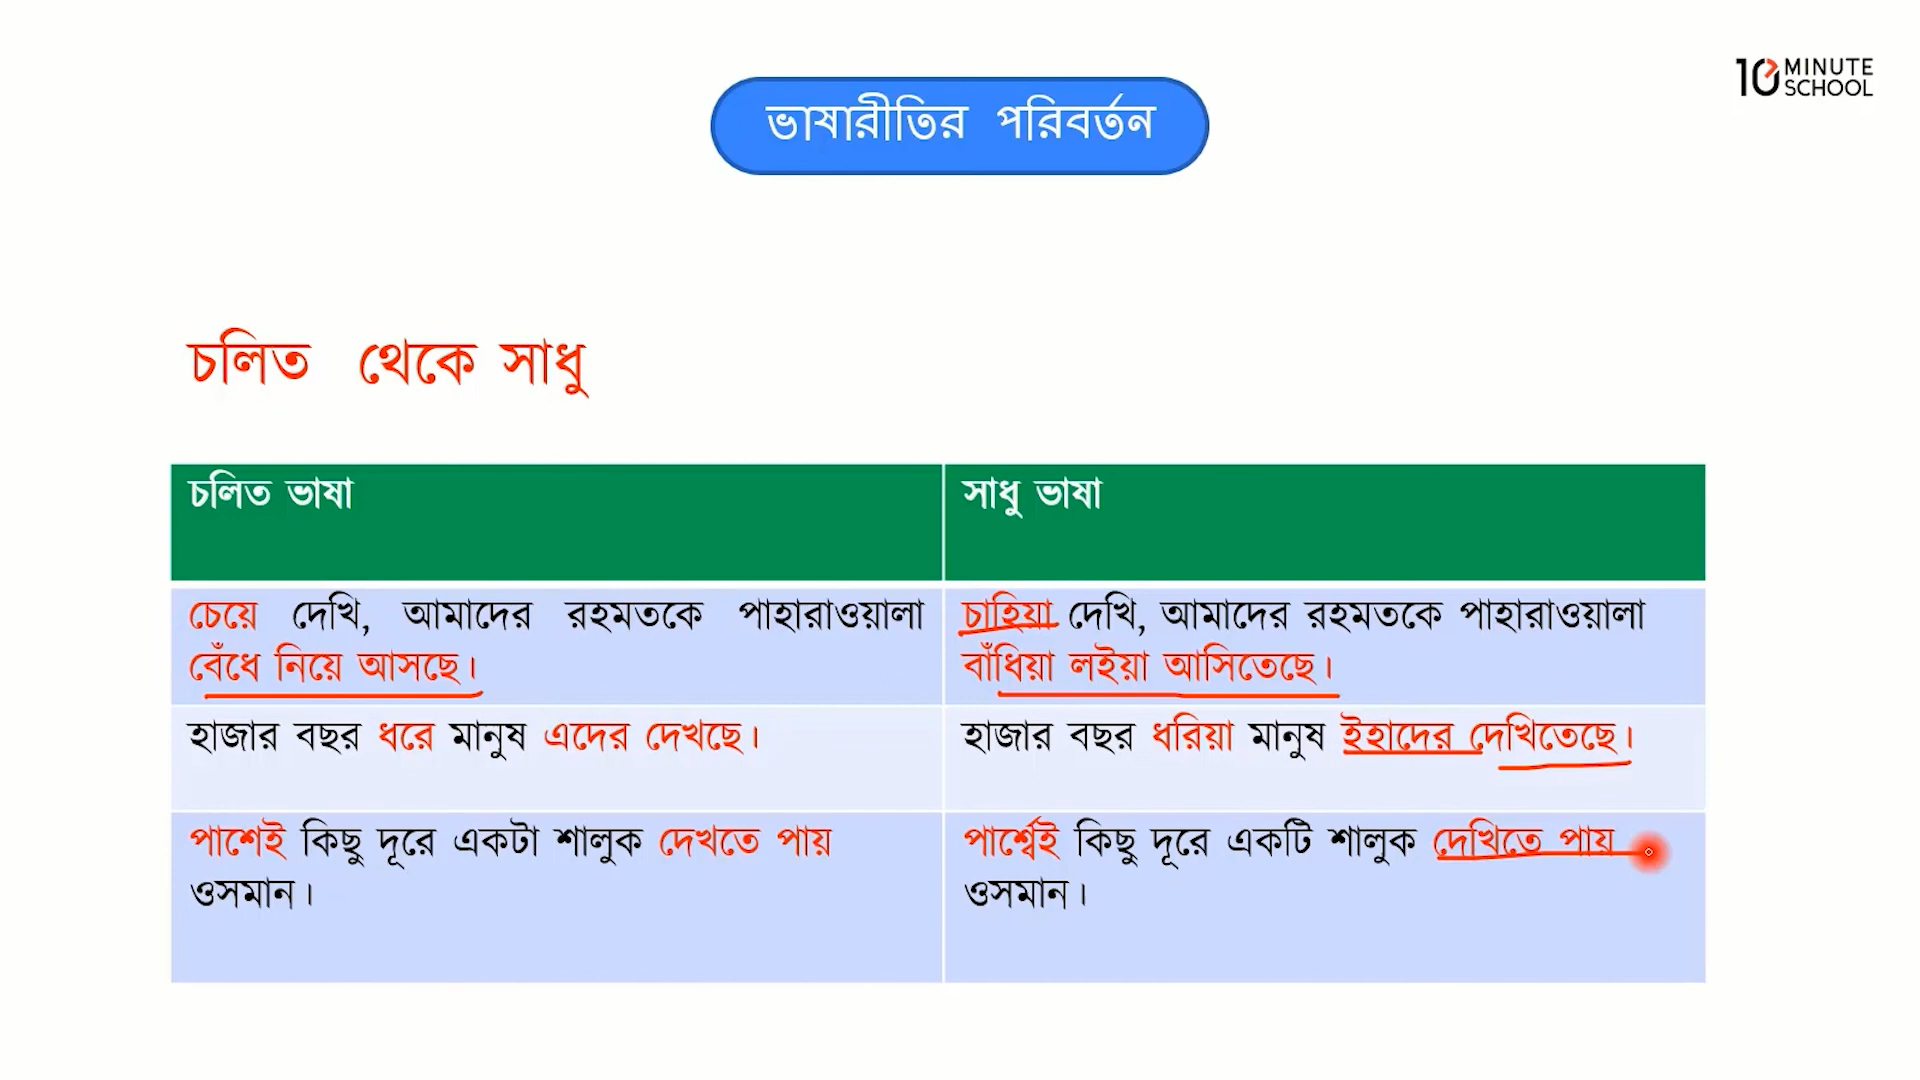 10 MINUTE SCHOOL
ভাষারীতির পরিবর্তন
চলিত থেকে সাধু
চলিত ভাষা
সাধু ভাষা
চেয়ে দেখি, আমাদের রহমতকে পাহারাওয়ালা
বেঁধে নিয়ে আসছে।
চাহিয়া দেখি, আমাদের রহমতকে পাহারাওয়ালা
বাঁধিয়া লইয়া আসিতেছে।
হাজার বছর ধরে মানুষ এদের দেখছে।
হাজার বছর ধরিয়া মানুষ ইহাদের দেখিতেছে।
পাশেই কিছু দূরে একটা শালুক দেখতে পায়
ওসমান।
পার্শ্বেই কিছু দূরে একটি শালুক দেখিতে পায়
ওসমান।